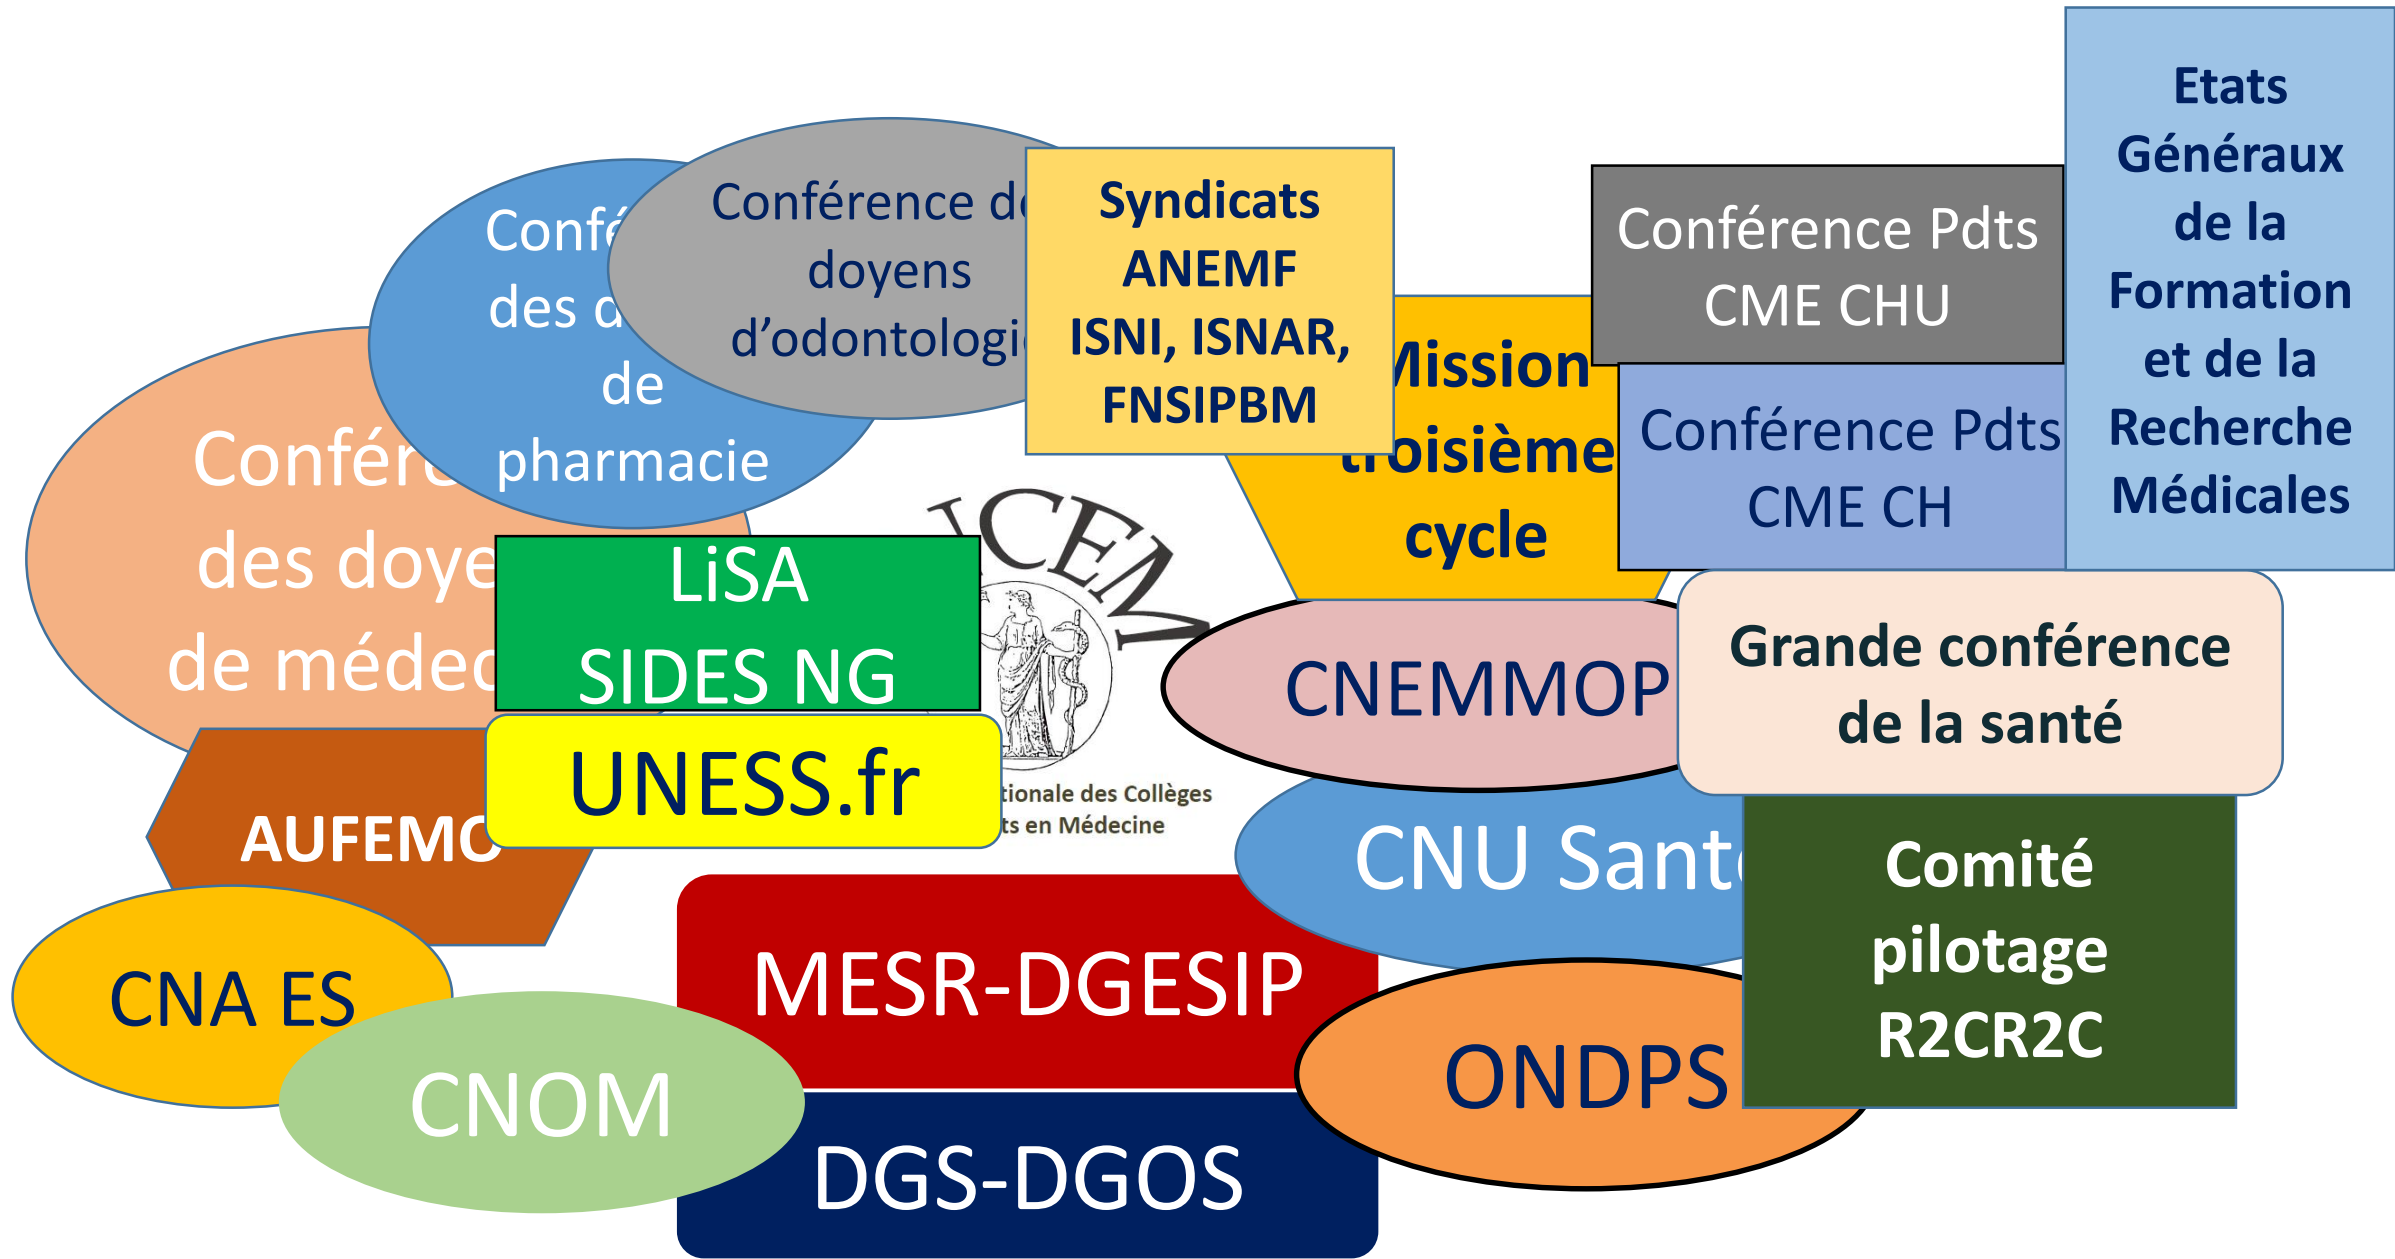 Etats
Généraux
de la
Formation
et de la
Recherche
Médicales
Conférence Pdts
CME CHU
Conférence Pdts
CME CH
Syndicats
ANEMF
ISNI, ISNAR,
FNSIPBM
Conférence de
doyens
d’odontologi
Confé
des d
de
pharmacie
Confére
des doye
de médec
Mission
troisième
cycle
LiSA
SIDES NG
UNESS.fr
CEM
tionale des Collèges
ts en Médecine
CNEMMOP
Grande conférence
de la santé
AUFEMO
CNU Sant
Comité
pilotage
R2CR2C
CNA ES
CNOM
MESR-DGESIP
DGS-DGOS
ONDPS